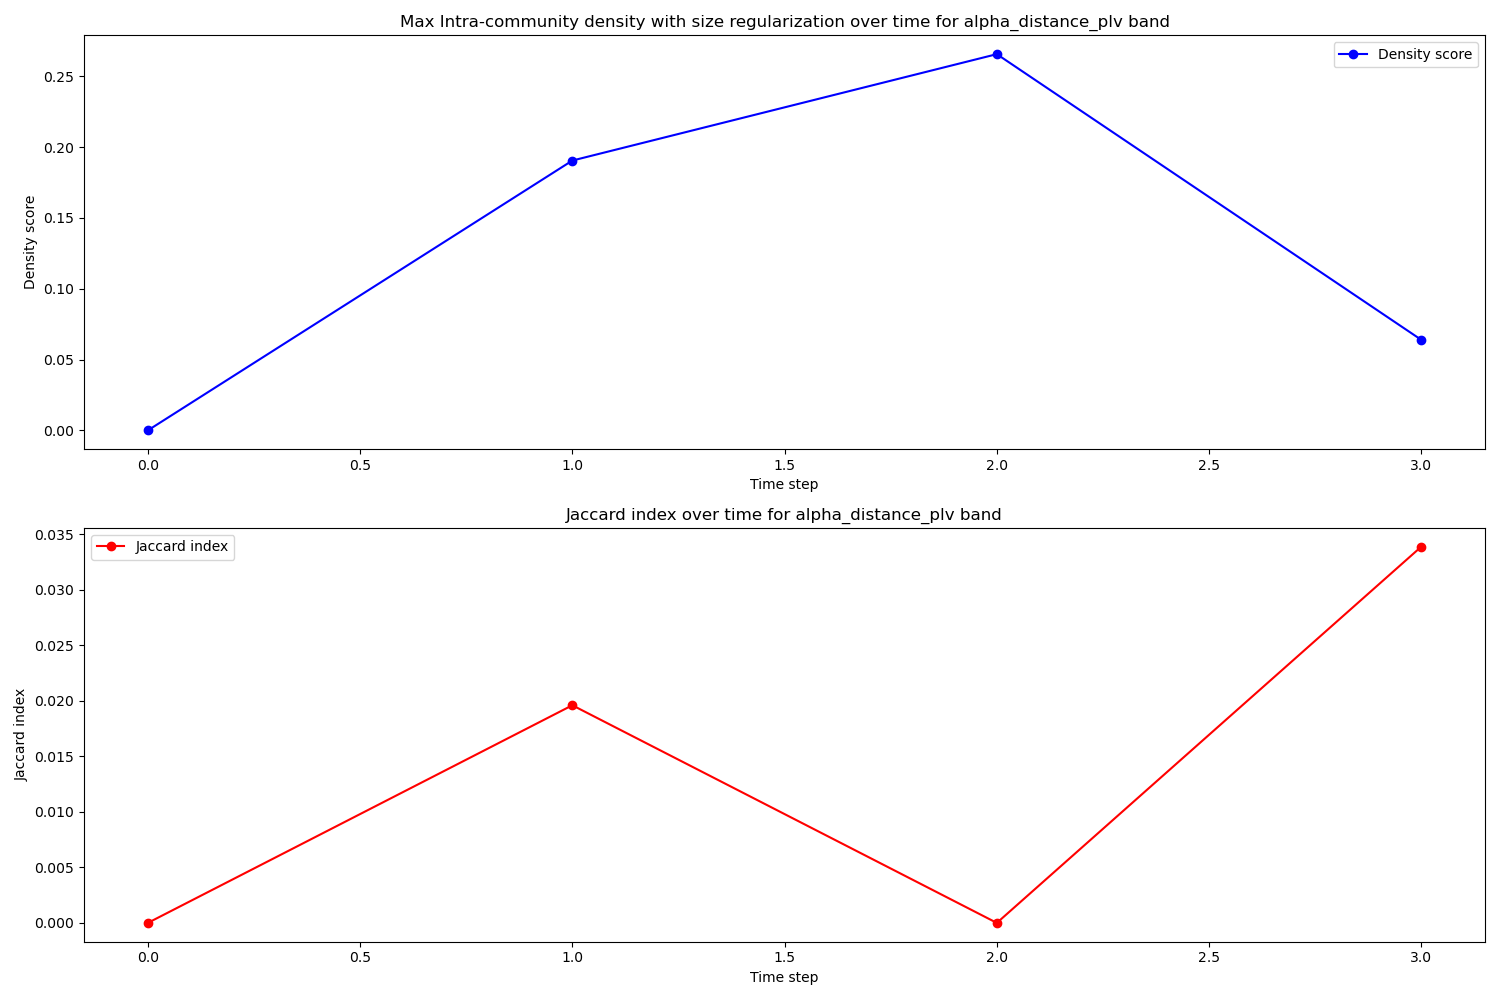 Max Intra-community density with size regularization over time for alpha_distance_plv band
Density score
0.25
0.20
0.15
0.10
0.05
0.00
Density score
0.0 0.5 1.0 1.5 2.0 2.5 3.0
Time step
Jaccard index over time for alpha_distance_plv band
Jaccard index
0.035
0.030
0.025
0.020
0.015
0.010
0.005
0.000
Jaccard index
0.0 0.5 1.0 1.5 2.0 2.5 3.0
Time step